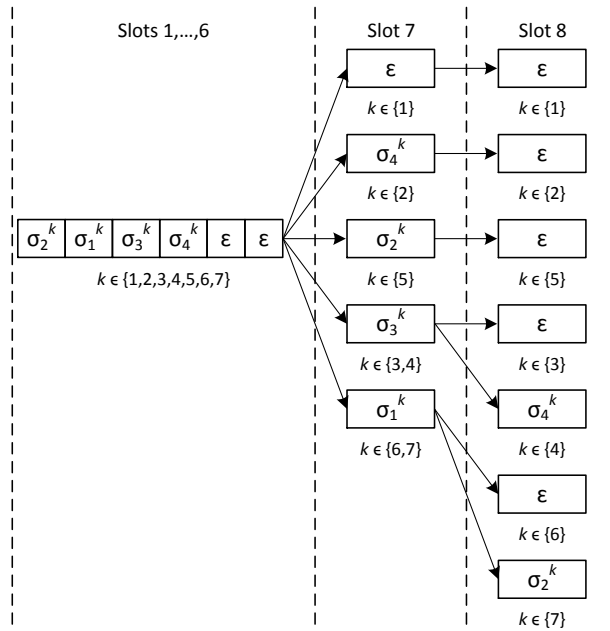 Slots 1,...,6 Slot 7 Slot 8
ε ε
k ϵ {1} k ϵ {1}
σ₄ᵏ ε
k ϵ {2} k ϵ {2}
σ₂ᵏ σ₁ᵏ σ₃ᵏ σ₄ᵏ ε ε σ₂ᵏ ε
k ϵ {1,2,3,4,5,6,7} k ϵ {5} k ϵ {5}
σ₃ᵏ ε
k ϵ {3,4} k ϵ {3}
σ₁ᵏ σ₄ᵏ
k ϵ {6,7} k ϵ {4}
ε
k ϵ {6}
σ₂ᵏ
k ϵ {7}